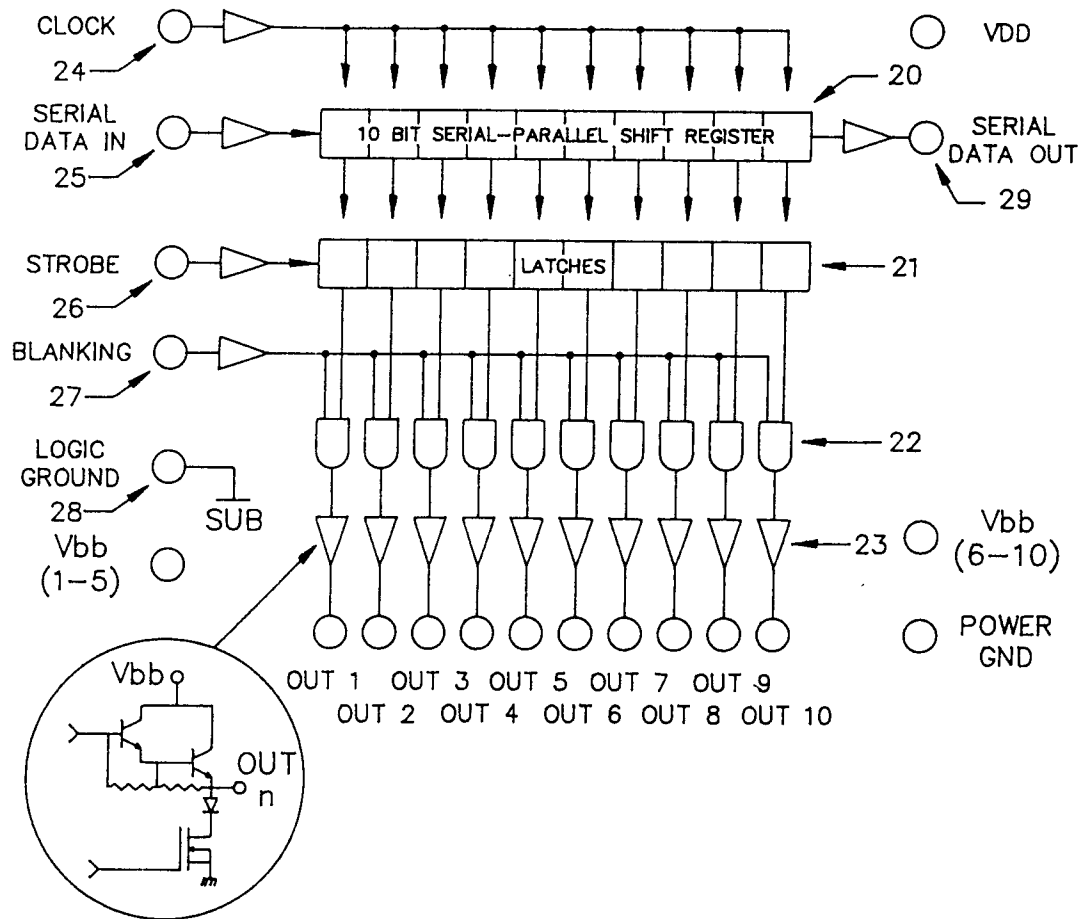 CLOCK
24
VDD
20
SERIAL
DATA IN
25
10 BIT SERIAL-PARALLEL SHIFT REGISTER
SERIAL
DATA OUT
29
STROBE
26
LATCHES
21
BLANKING
27
22
LOGIC
GROUND
28
SUB
Vbb
(1-5)
23
Vbb
(6-10)
POWER
GND
OUT 1 OUT 3 OUT 5 OUT 7 OUT 9
OUT 2 OUT 4 OUT 6 OUT 8 OUT 10
Vbb
OUT
n